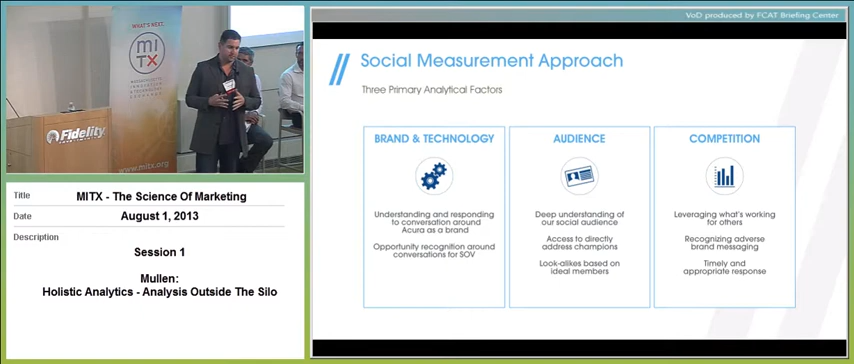 VoD produced by FCAT Briefing Center
WHAT'S NEXT.
MITX
MASSACHUSETTS
INNOVATION
& TECHNOLOGY
EXCHANGE
Fidelity
www.mitx.org
Title MITX - The Science Of Marketing
Date August 1, 2013
Description
Session 1
Mullen:
Holistic Analytics - Analysis Outside The Silo
Social Measurement Approach
Three Primary Analytical Factors
BRAND & TECHNOLOGY
Understanding and responding
to conversation around
Acura as a brand
Opportunity recognition around
conversations for SOV
AUDIENCE
Deep understanding of
our social audience
Access to directly
address champions
Look-alikes based on
ideal members
COMPETITION
Leveraging what's working
for others
Recognizing adverse
brand messaging
Timely and
appropriate response